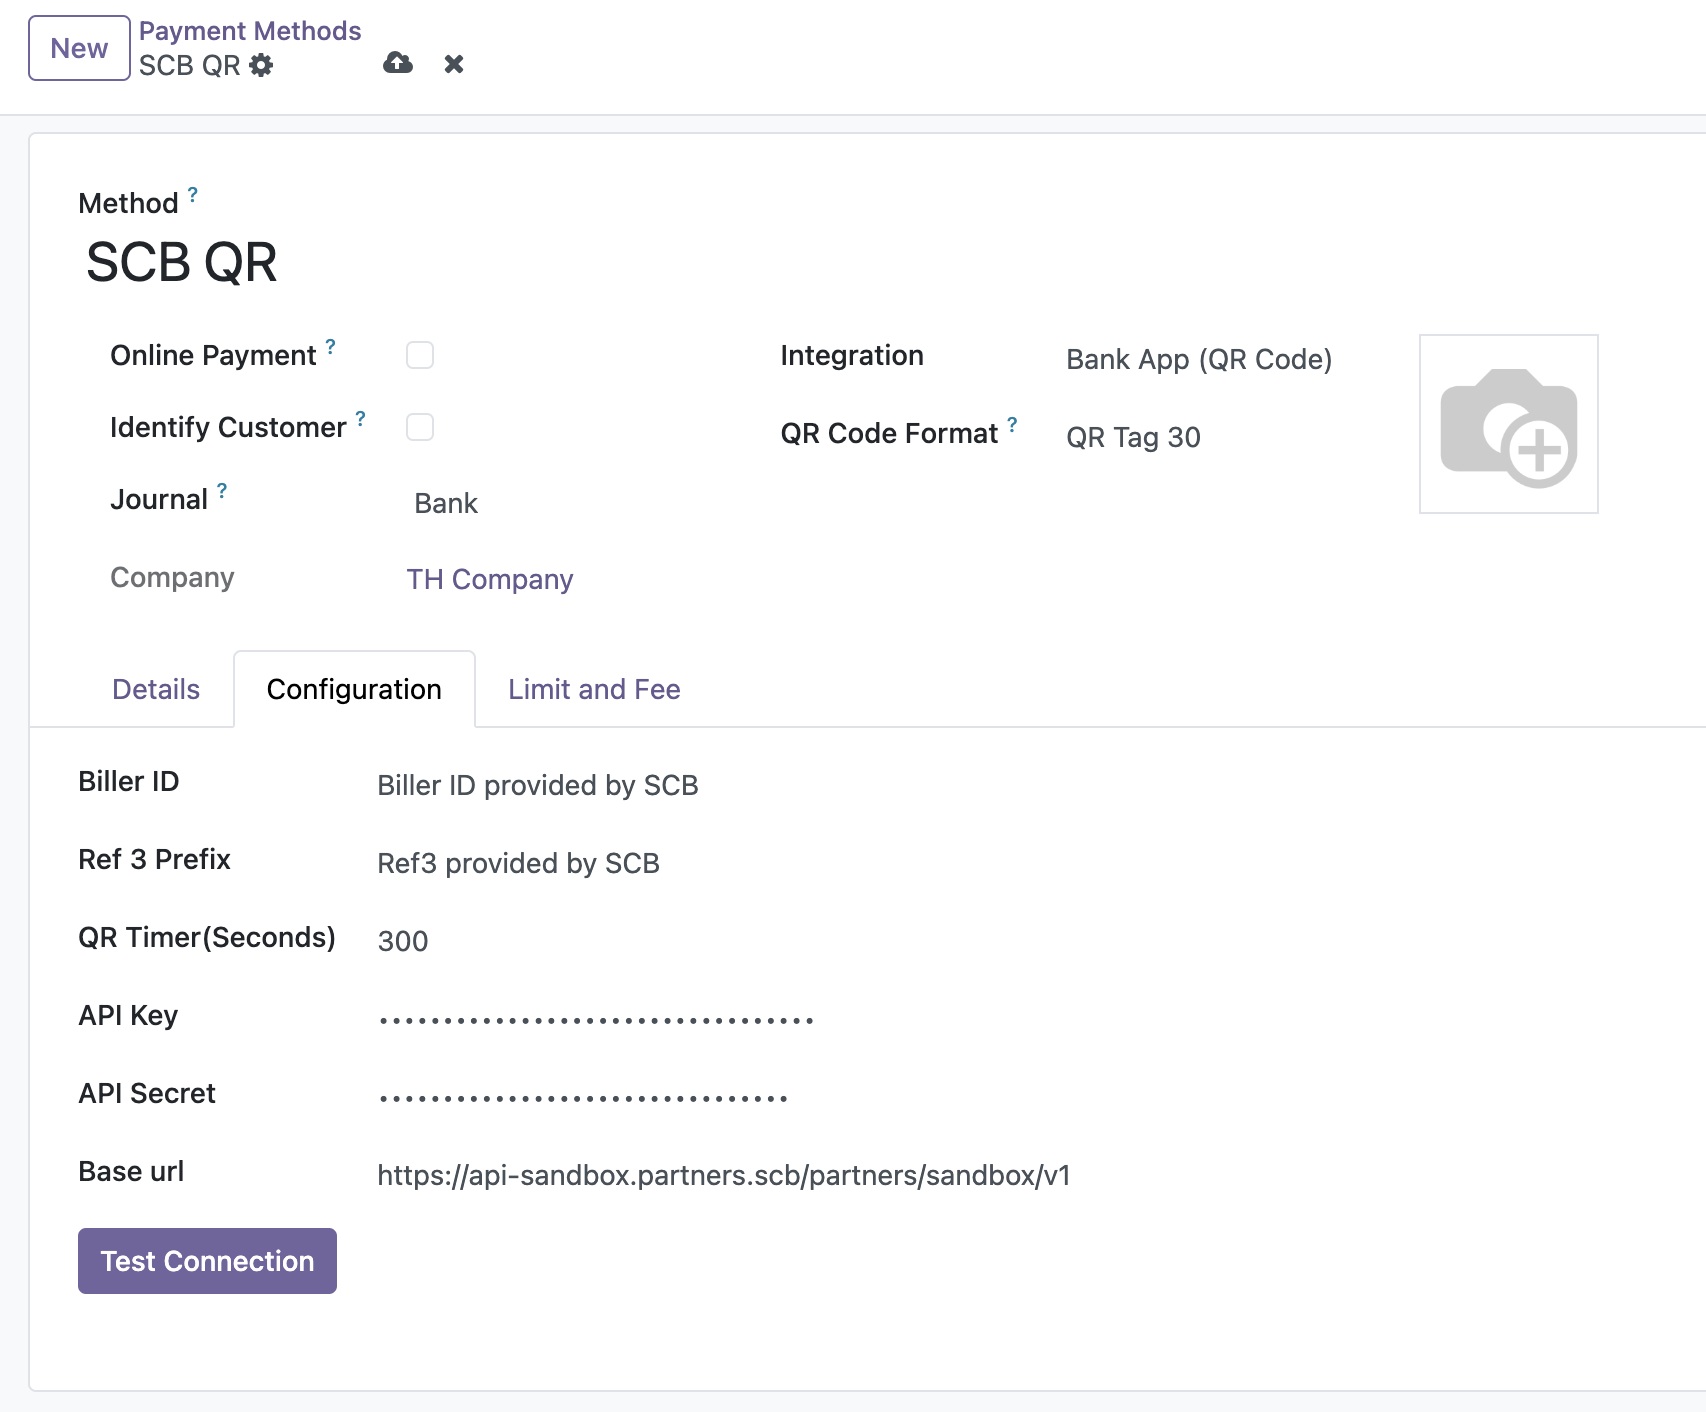 New
Payment Methods
SCB QR
Method ?
SCB QR
Online Payment ?
Identify Customer ?
Journal ? Bank
Company TH Company
Integration Bank App (QR Code)
QR Code Format ? QR Tag 30
Details Configuration Limit and Fee
Biller ID Biller ID provided by SCB
Ref 3 Prefix Ref3 provided by SCB
QR Timer(Seconds) 300
API Key ••••••••••••••••••••••••••••••••••
API Secret ••••••••••••••••••••••••••••••••
Base url https://api-sandbox.partners.scb/partners/sandbox/v1
Test Connection